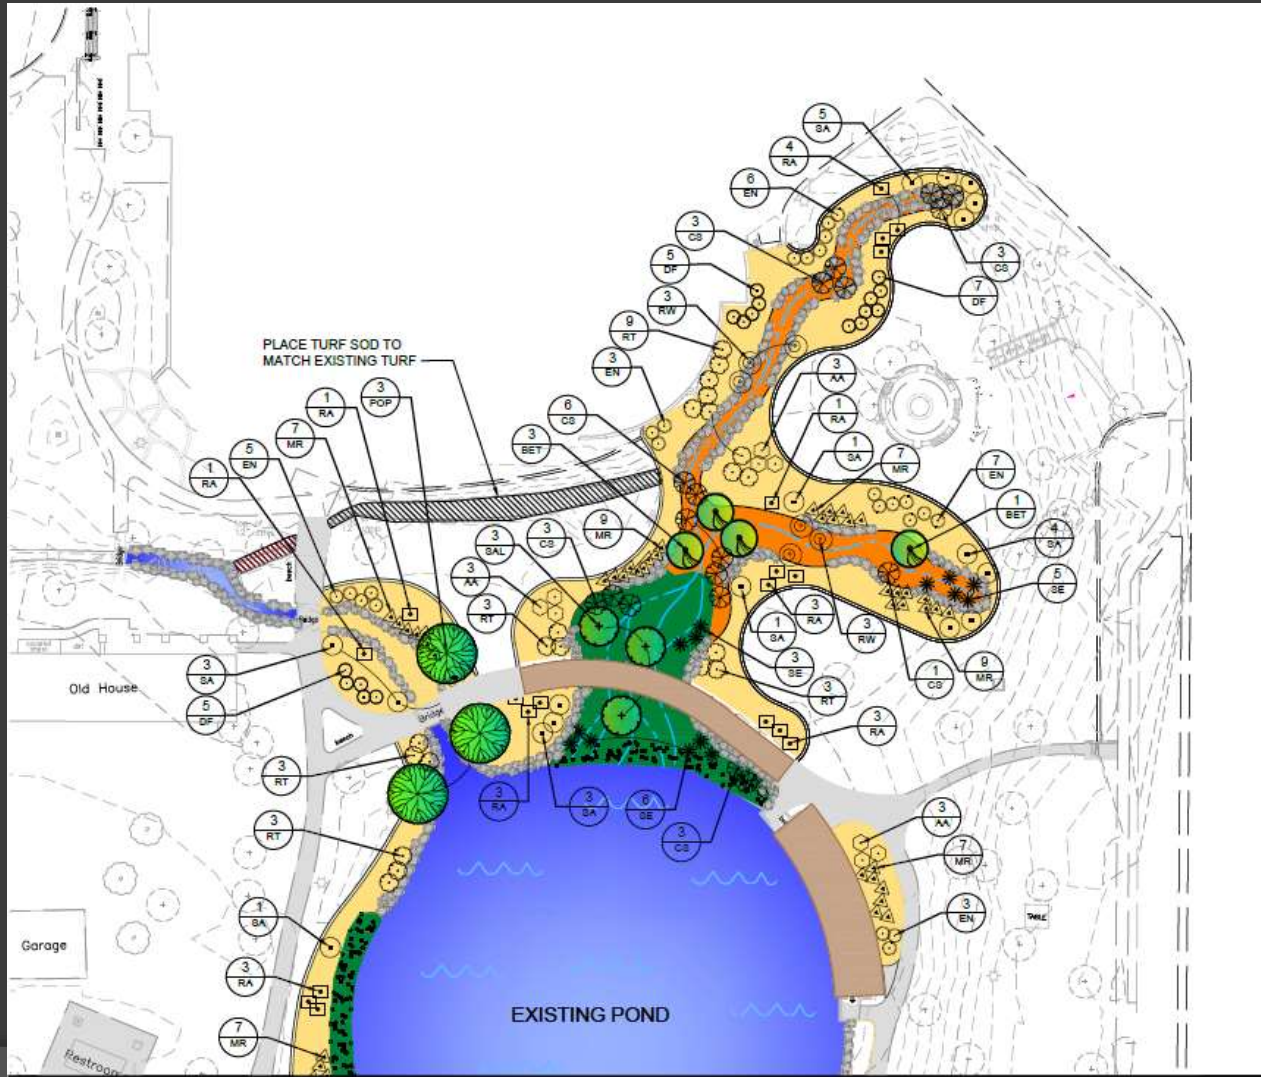 5
SA
4
RA
6
EN
3
CS
3
CS
5
DF
7
DF
3
RW
9
RT
3
EN
PLACE TURF SOD TO
MATCH EXISTING TURF
3
AA
1
RA
3
POP
1
RA
6
CS
1
SA
7
MR
3
BET
7
MR
5
EN
1
RA
7
EN
1
BET
9
MR
3
SAL
3
CS
4
SA
3
AA
5
SE
3
RT
Bridge
bench
Bridge
3
SA
5
DF
Old House
1
SA
3
RA
3
RW
3
SE
1
CS
9
MR
3
RT
3
RA
Bridge
bench
3
RT
3
RA
3
SA
6
SE
3
CS
3
RT
3
AA
7
MR
3
EN
TABLE
1
SA
Garage
3
RA
EXISTING POND
7
MR
Restroom